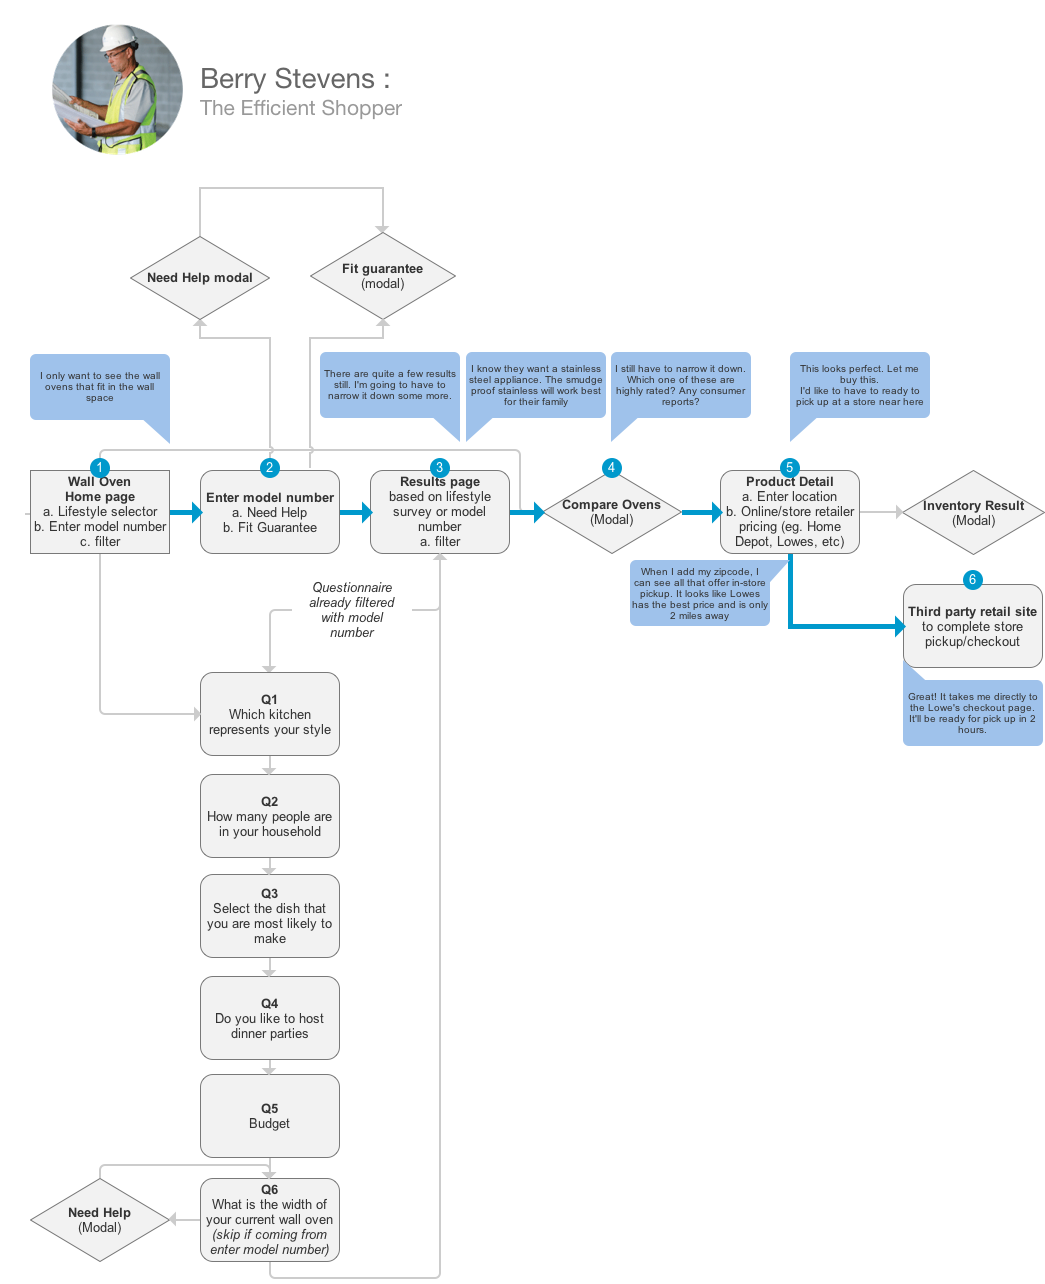 Berry Stevens :
The Efficient Shopper
Need Help modal
Fit guarantee
(modal)
I only want to see the wall
ovens that fit in the wall
space
There are quite a few results
still. I'm going to have to
narrow it down some more.
I know they want a stainless
steel appliance. The smudge
proof stainless will work best
for their family
I still have to narrow it down.
Which one of these are
highly rated? Any consumer
reports?
This looks perfect. Let me
buy this.
I'd like to have to ready to
pick up at a store near here
1
Wall Oven
Home page
a. Lifestyle selector
b. Enter model number
c. filter
2
Enter model number
a. Need Help
b. Fit Guarantee
3
Results page
based on lifestyle
survey or model
number
a. filter
4
Compare Ovens
(Modal)
5
Product Detail
a. Enter location
b. Online/store retailer
pricing (eg. Home
Depot, Lowes, etc)
Inventory Result
(Modal)
When I add my zipcode, I
can see all that offer in-store
pickup. It looks like Lowes
has the best price and is only
2 miles away
6
Third party retail site
to complete store
pickup/checkout
Great! It takes me directly to
the Lowe's checkout page.
It'll be ready for pick up in 2
hours.
Questionnaire
already filtered
with model
number
Q1
Which kitchen
represents your style
Q2
How many people are
in your household
Q3
Select the dish that
you are most likely to
make
Q4
Do you like to host
dinner parties
Q5
Budget
Need Help
(Modal)
Q6
What is the width of
your current wall oven
(skip if coming from
enter model number)